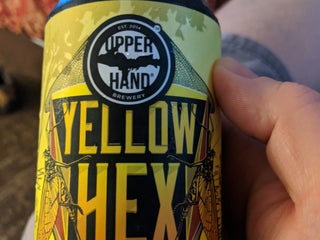 EST. 2014
UPPER
HAND
BREWERY
YELLOW
HEX